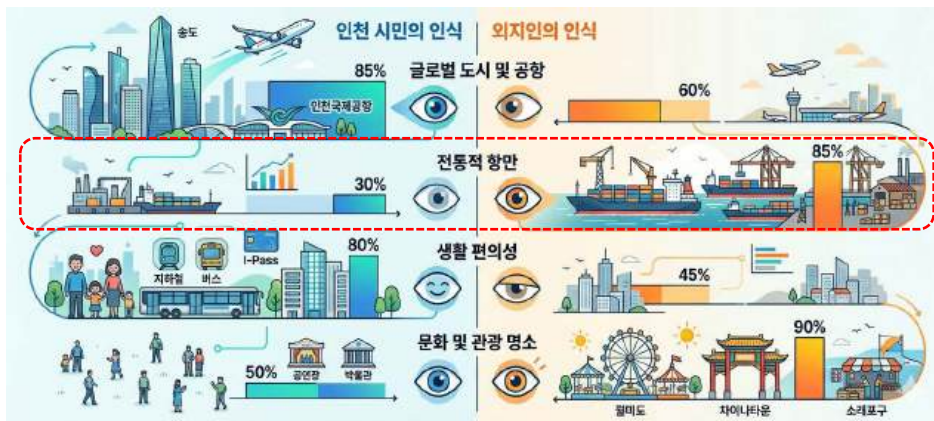 인천 시민의 인식
외지인의 인식
송도
글로벌 도시 및 공항
85%
인천국제공항
60%
전통적 항만
30%
85%
생활 편의성
지하철
버스
I-Pass
80%
45%
문화 및 관광 명소
50%
공연장
박물관
90%
월미도
차이나타운
소래포구